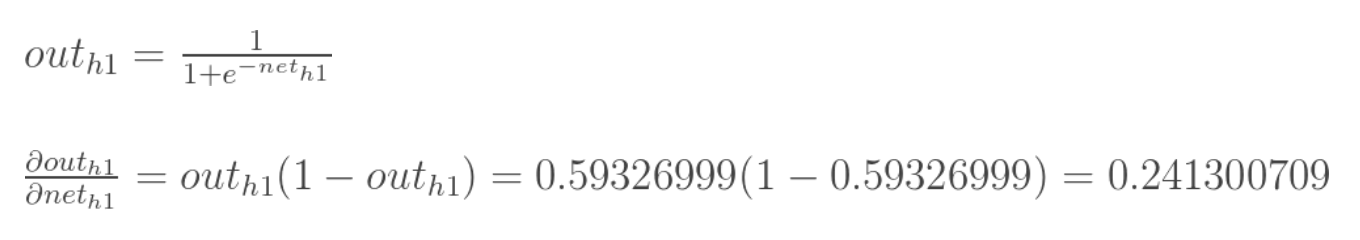 $out_{h1} = \frac{1}{1+e^{-net_{h1}}}$
$\frac{\partial out_{h1}}{\partial net_{h1}} = out_{h1}(1 - out_{h1}) = 0.59326999(1 - 0.59326999) = 0.241300709$